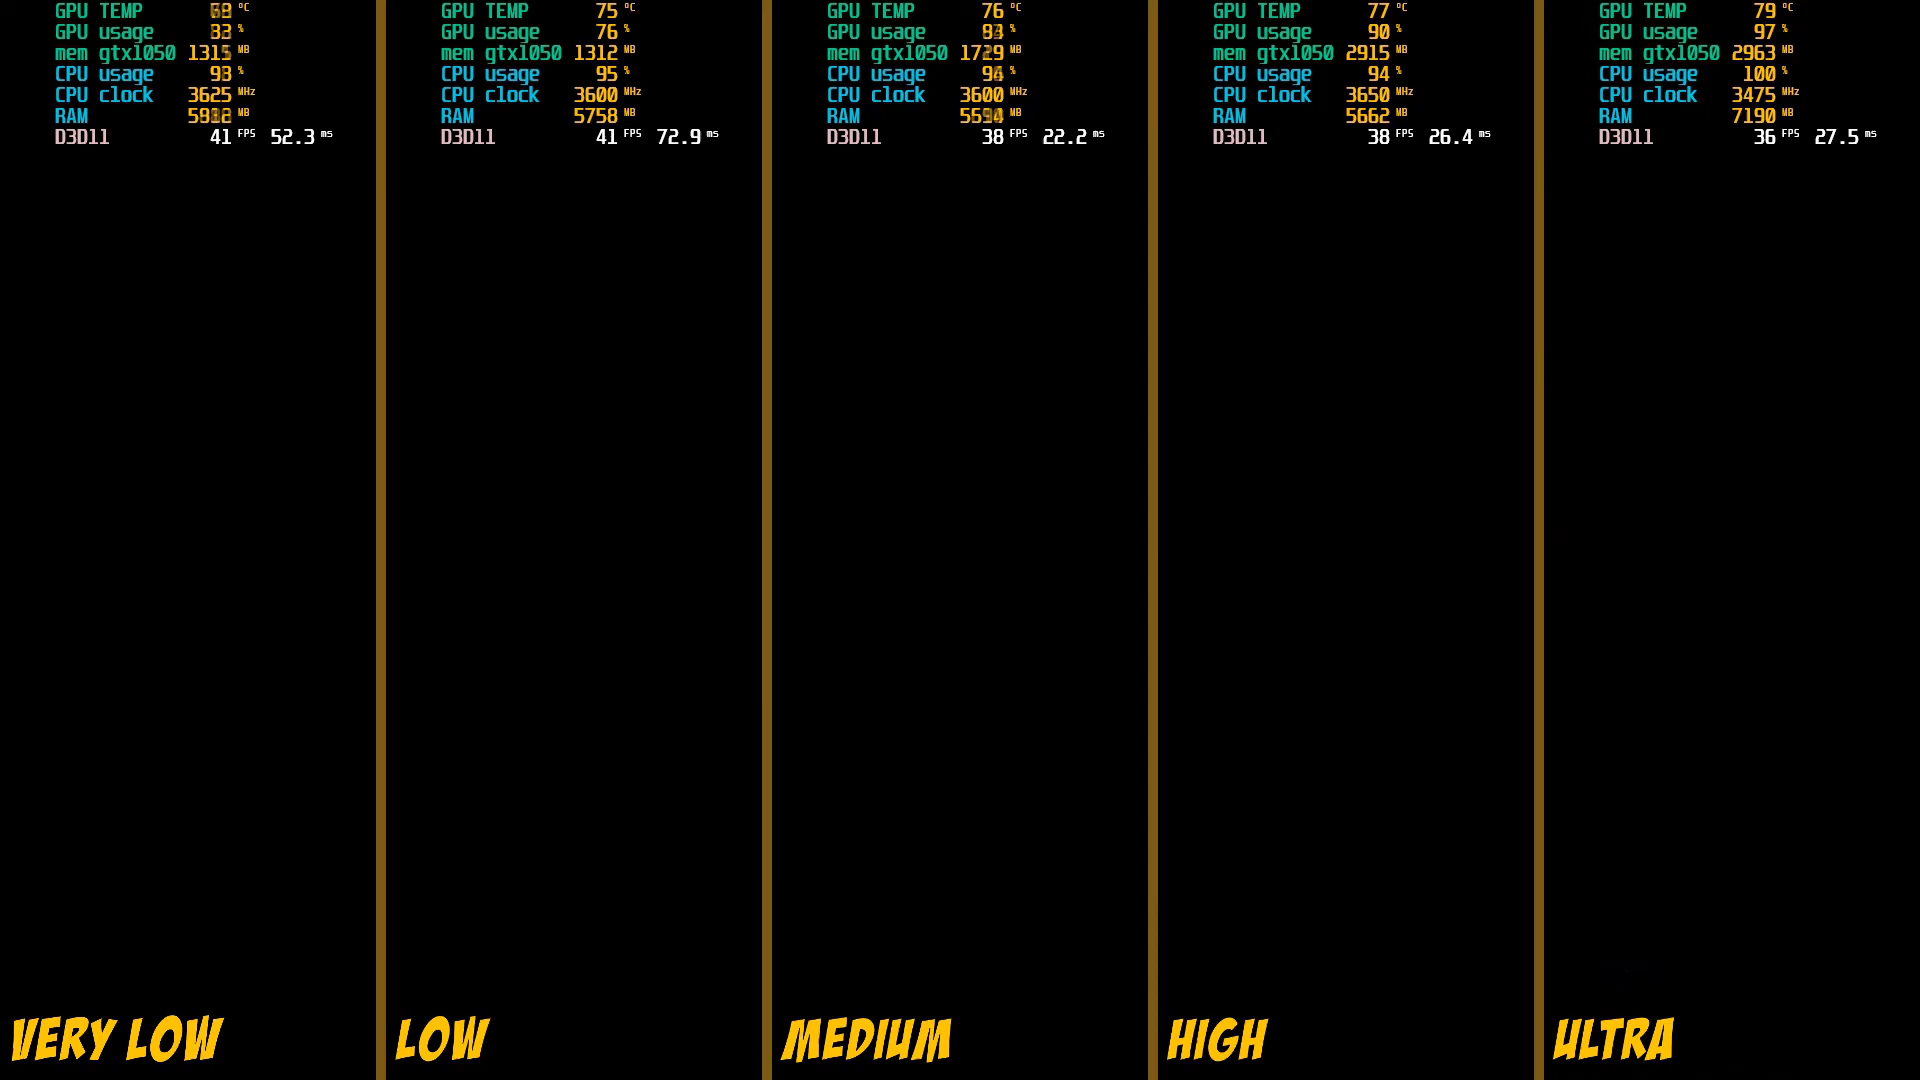 GPU TEMP °C
GPU usage %
mem gtx1050 1315 MB
CPU usage 93 %
CPU clock 3625 MHz
RAM MB
D3D11 41 FPS 52.3 ms
VERY LOW
GPU TEMP 75 °C
GPU usage 76 %
mem gtx1050 1312 MB
CPU usage 95 %
CPU clock 3600 MHz
RAM 5758 MB
D3D11 41 FPS 72.9 ms
LOW
GPU TEMP 76 °C
GPU usage %
mem gtx1050 MB
CPU usage %
CPU clock 3600 MHz
RAM MB
D3D11 38 FPS 22.2 ms
MEDIUM
GPU TEMP 77 °C
GPU usage 90 %
mem gtx1050 2915 MB
CPU usage 94 %
CPU clock 3650 MHz
RAM 5662 MB
D3D11 38 FPS 26.4 ms
HIGH
GPU TEMP 79 °C
GPU usage 97 %
mem gtx1050 2963 MB
CPU usage 100 %
CPU clock 3475 MHz
RAM 7190 MB
D3D11 36 FPS 27.5 ms
ULTRA